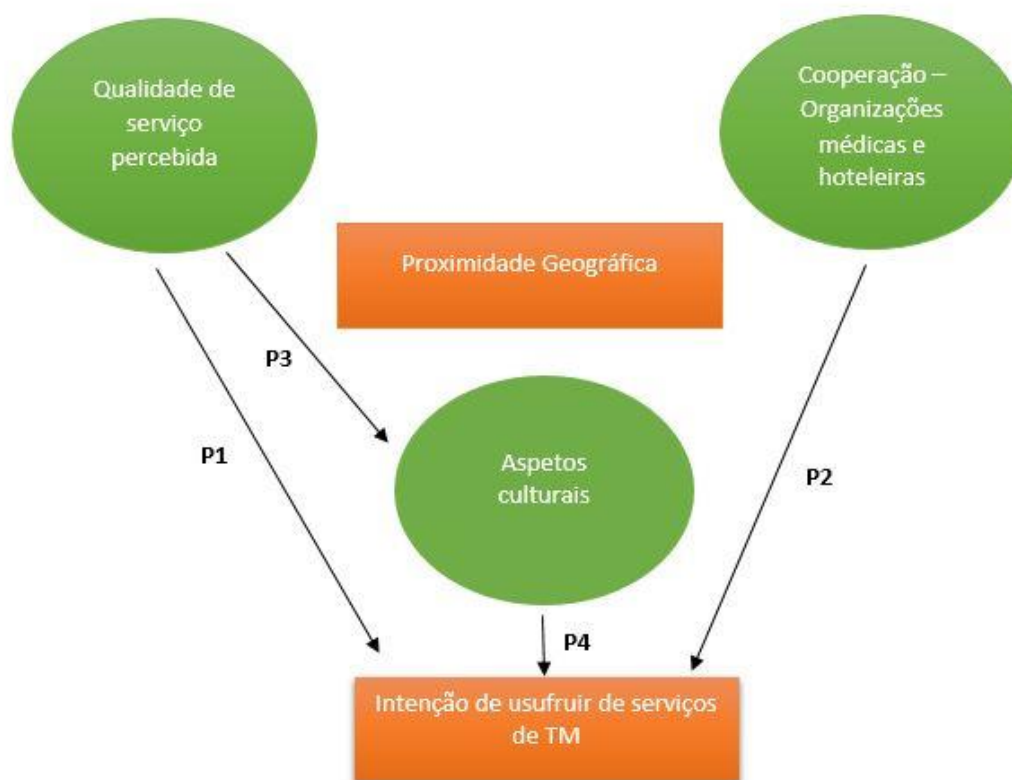 Qualidade de
serviço
percebida
Cooperação –
Organizações
médicas e
hoteleiras
Proximidade Geográfica
P3
P1
Aspetos
culturais
P2
P4
Intenção de usufruir de serviços
de TM